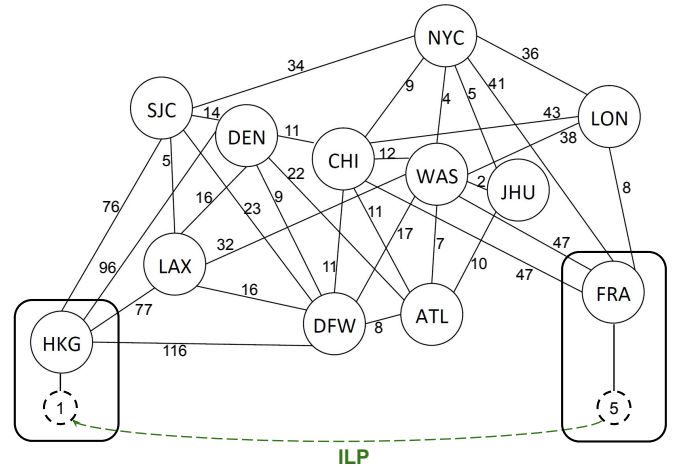 NYC
36
34
9
4
5
41
SJC
14
DEN
11
43
LON
38
CHI
12
WAS
2
JHU
5
22
16
9
23
8
76
11
17
32
7
47
96
LAX
10
47
11
16
FRA
77
DFW
8
ATL
HKG
116
1
5
ILP